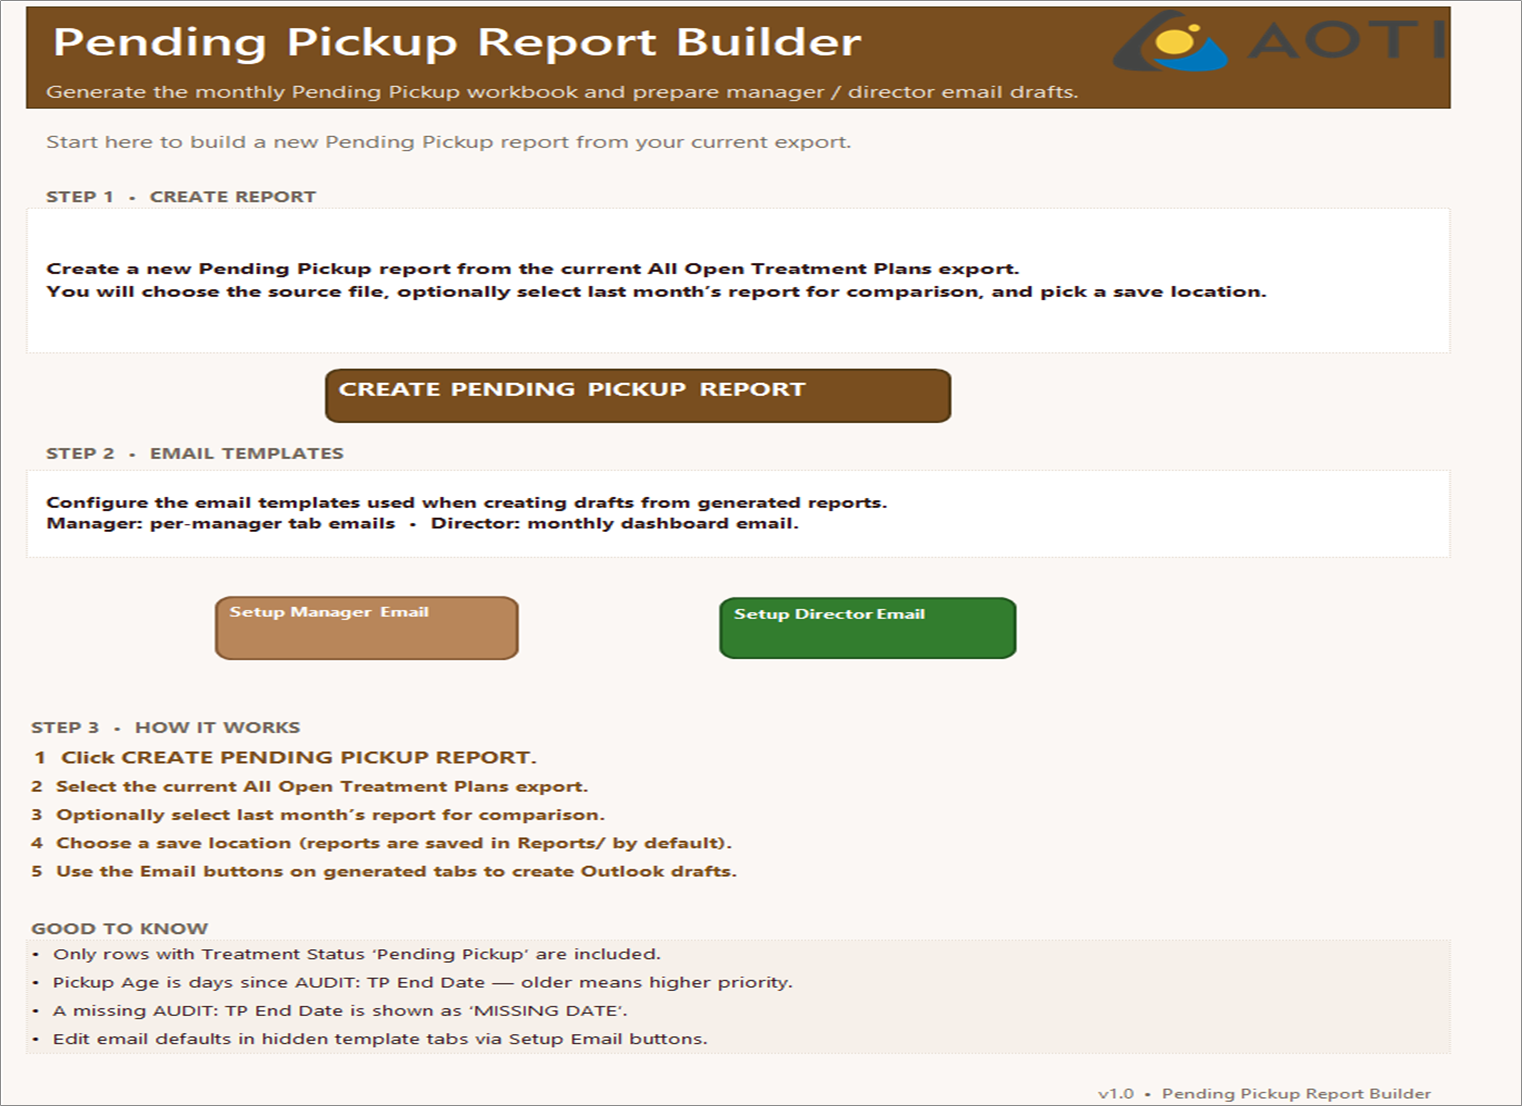 Pending Pickup Report Builder
AOTI
Generate the monthly Pending Pickup workbook and prepare manager / director email drafts.
Start here to build a new Pending Pickup report from your current export.
STEP 1 • CREATE REPORT
Create a new Pending Pickup report from the current All Open Treatment Plans export.
You will choose the source file, optionally select last month’s report for comparison, and pick a save location.
CREATE PENDING PICKUP REPORT
STEP 2 • EMAIL TEMPLATES
Configure the email templates used when creating drafts from generated reports.
Manager: per-manager tab emails • Director: monthly dashboard email.
Setup Manager Email
Setup Director Email
STEP 3 • HOW IT WORKS
1 Click CREATE PENDING PICKUP REPORT.
2 Select the current All Open Treatment Plans export.
3 Optionally select last month’s report for comparison.
4 Choose a save location (reports are saved in Reports/ by default).
5 Use the Email buttons on generated tabs to create Outlook drafts.
GOOD TO KNOW
• Only rows with Treatment Status ‘Pending Pickup’ are included.
• Pickup Age is days since AUDIT: TP End Date — older means higher priority.
• A missing AUDIT: TP End Date is shown as ‘MISSING DATE’.
• Edit email defaults in hidden template tabs via Setup Email buttons.
v1.0 • Pending Pickup Report Builder